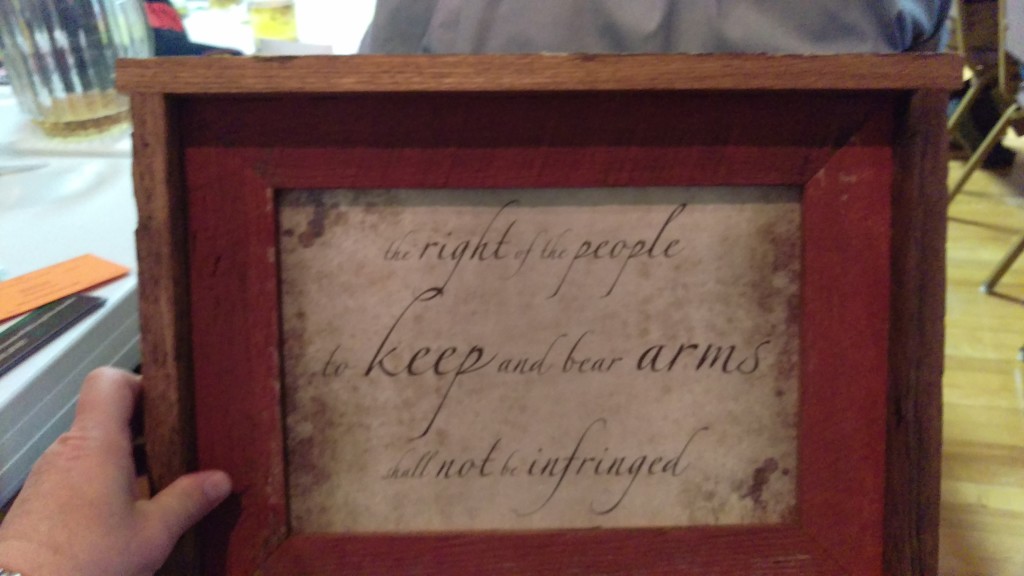 the right of the people
to keep and bear arms
shall not be infringed